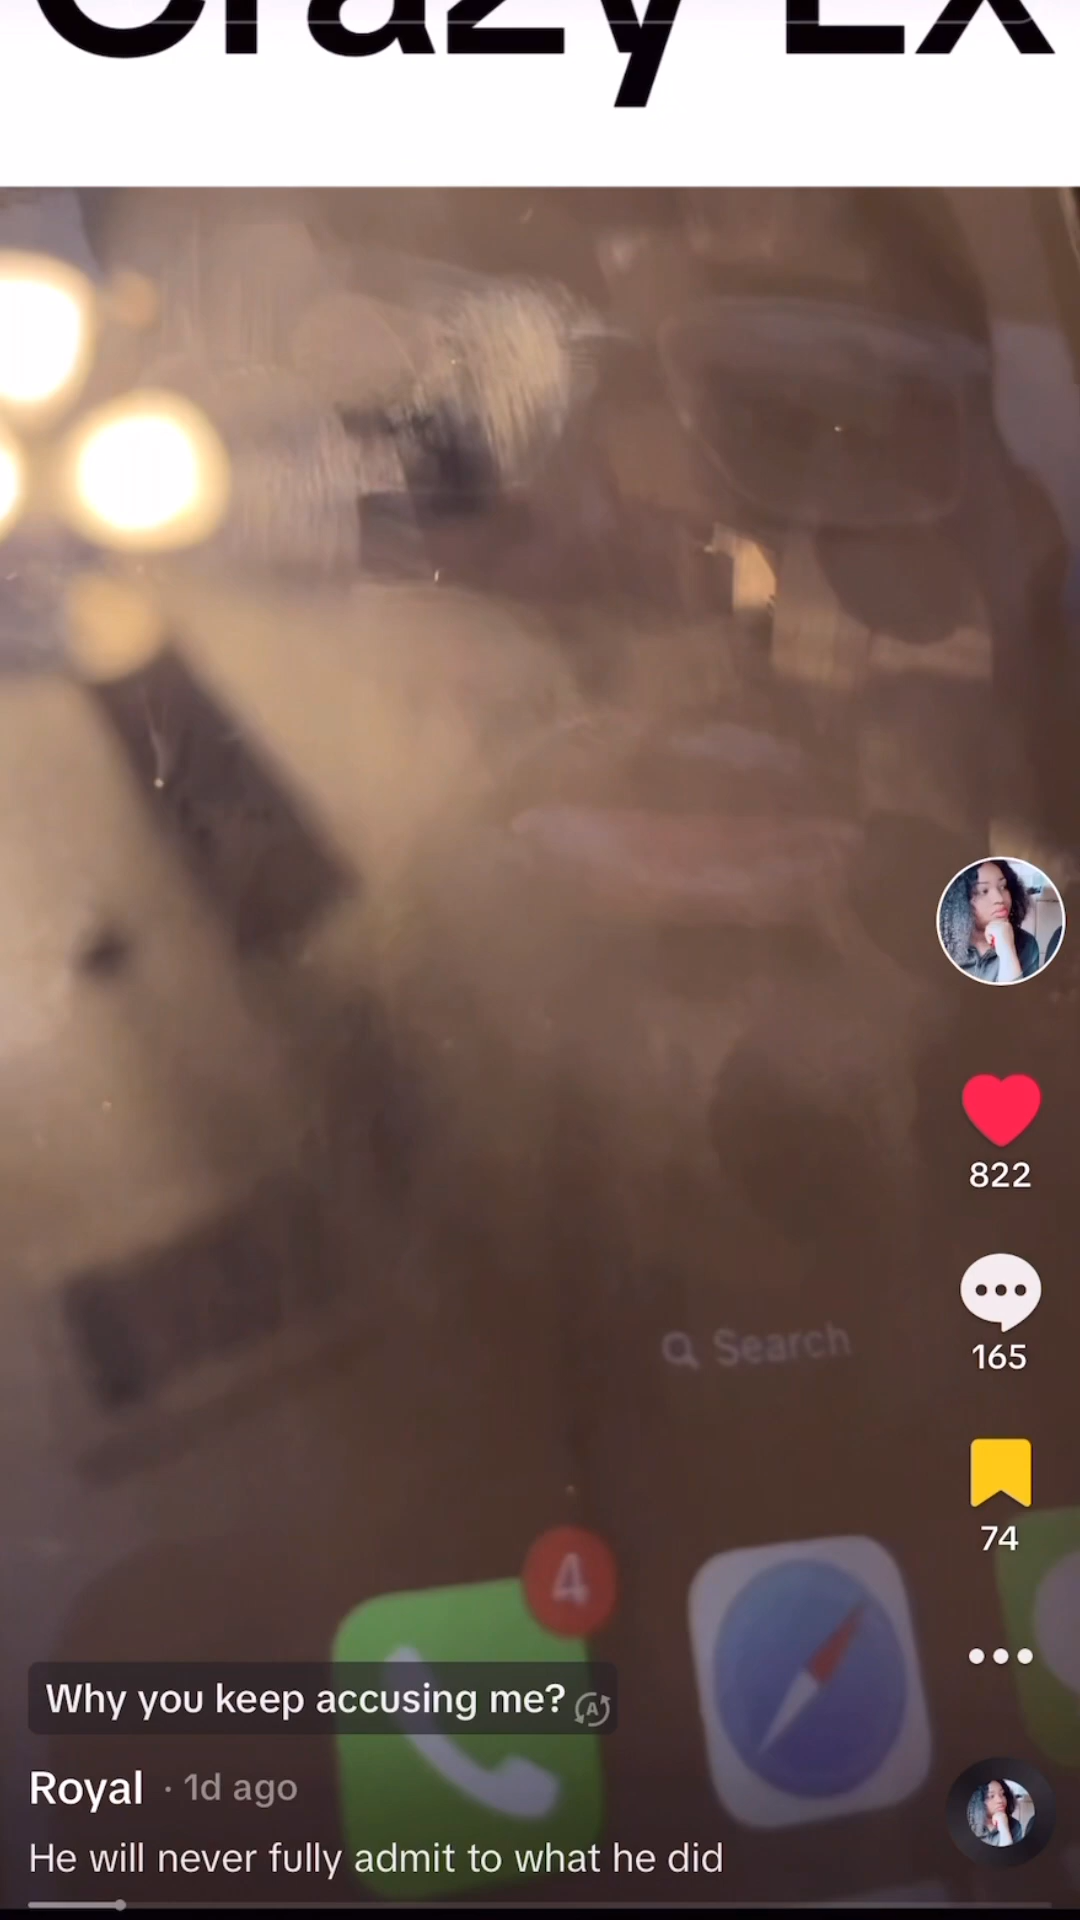 Crazy Ex
822
Search
165
74
4
Why you keep accusing me?
Royal · 1d ago
He will never fully admit to what he did